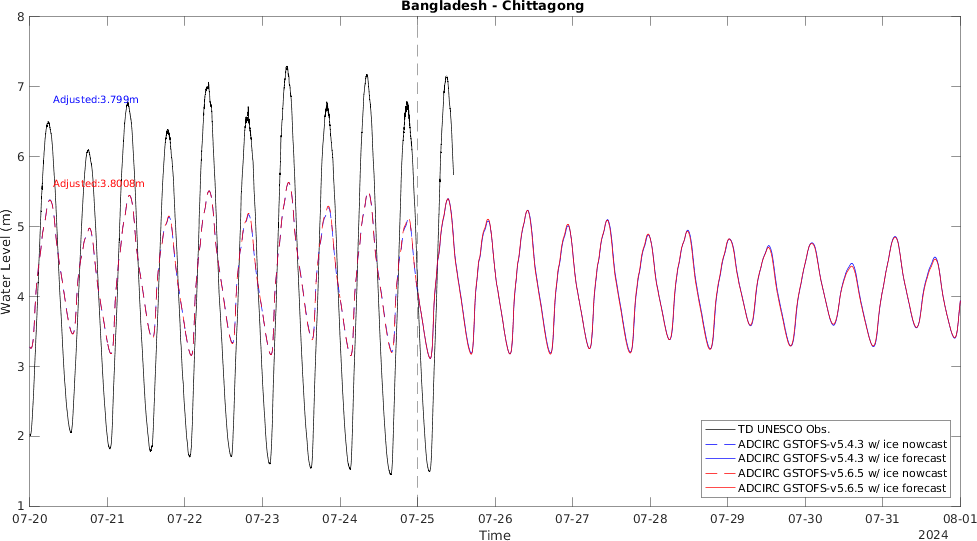 Bangladesh - Chittagong
8
7
6
5
4
3
2
1
Water Level (m)
Adjusted:3.799m
Adjusted:3.8008m
TD UNESCO Obs.
ADCIRC GSTOFS-v5.4.3 w/ ice nowcast
ADCIRC GSTOFS-v5.4.3 w/ ice forecast
ADCIRC GSTOFS-v5.6.5 w/ ice nowcast
ADCIRC GSTOFS-v5.6.5 w/ ice forecast
07-20 07-21 07-22 07-23 07-24 07-25 07-26 07-27 07-28 07-29 07-30 07-31 08-01
Time
2024